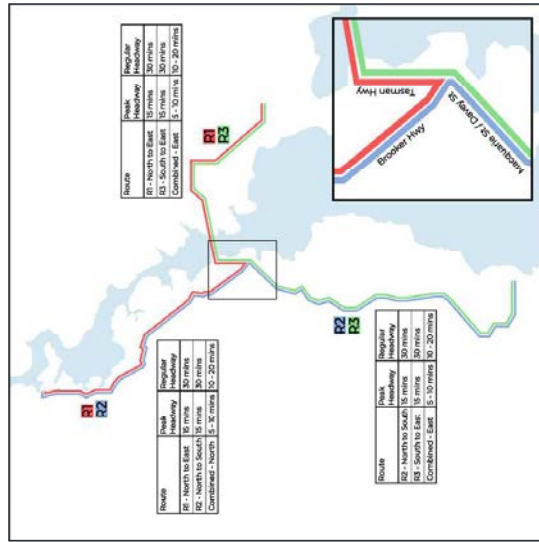 Route Peak Headway Regular Headway
R1 - North to East 15 mins 30 mins
R3 - South to East 15 mins 30 mins
Combined - East 5 - 10 mins 10 - 20 mins
R1
R3
Tasman Hwy
Brooker Hwy
Macquarie St / Davey St
R1
R2
Route Peak Headway Regular Headway
R1 - North to East 15 mins 30 mins
R2 - North to South 15 mins 30 mins
Combined - North 5 - 10 mins 10 - 20 mins
R2
R3
Route Peak Headway Regular Headway
R2 - North to South 15 mins 30 mins
R3 - South to East 15 mins 30 mins
Combined - East 5 - 10 mins 10 - 20 mins